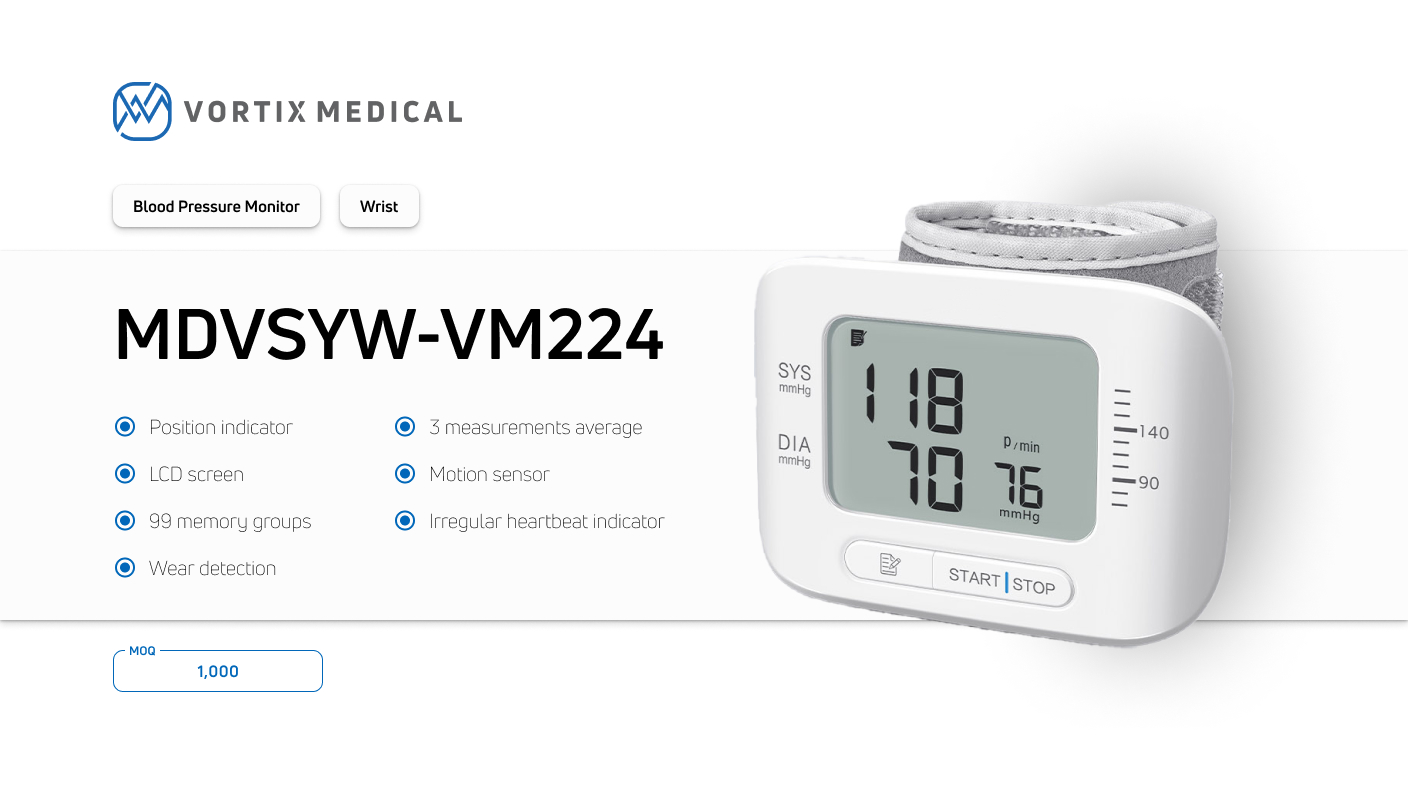 VORTIX MEDICAL
Blood Pressure Monitor
Wrist
MDVSYW-VM224
Position indicator
LCD screen
99 memory groups
Wear detection
3 measurements average
Motion sensor
Irregular heartbeat indicator
MOQ
1,000
SYS
mmHg
118
DIA
mmHg
70
p/min
76
mmHg
140
90
START|STOP